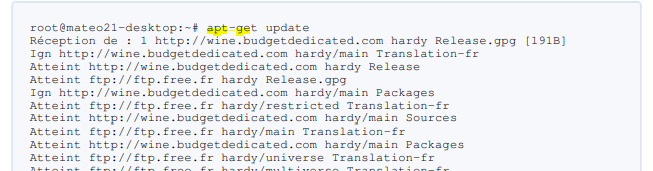 root@mateo21-desktop:~# apt-get update
Réception de : 1 http://wine.budgetdedicated.com hardy Release.gpg [191B]
Ign http://wine.budgetdedicated.com hardy/main Translation-fr
Atteint http://wine.budgetdedicated.com hardy Release
Atteint ftp://ftp.free.fr hardy Release.gpg
Ign http://wine.budgetdedicated.com hardy/main Packages
Atteint ftp://ftp.free.fr hardy/restricted Translation-fr
Atteint http://wine.budgetdedicated.com hardy/main Sources
Atteint ftp://ftp.free.fr hardy/main Translation-fr
Atteint http://wine.budgetdedicated.com hardy/main Packages
Atteint ftp://ftp.free.fr hardy/universe Translation-fr
Atteint ftp://ftp.free.fr hardy/multiverse Translation-fr